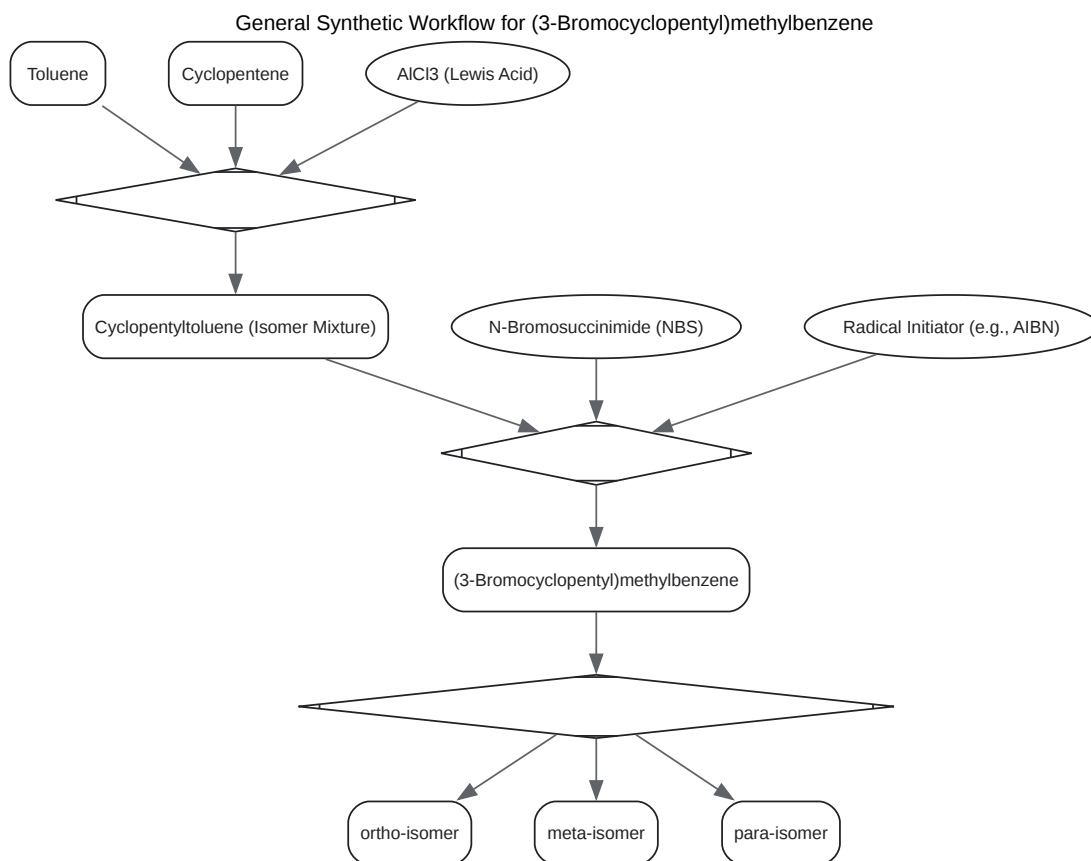 General Synthetic Workflow for (3-Bromocyclopentyl)methylbenzene
Toluene
Cyclopentene
AlCl3 (Lewis Acid)
Cyclopentyltoluene (Isomer Mixture)
N-Bromosuccinimide (NBS)
Radical Initiator (e.g., AIBN)
(3-Bromocyclopentyl)methylbenzene
ortho-isomer
meta-isomer
para-isomer